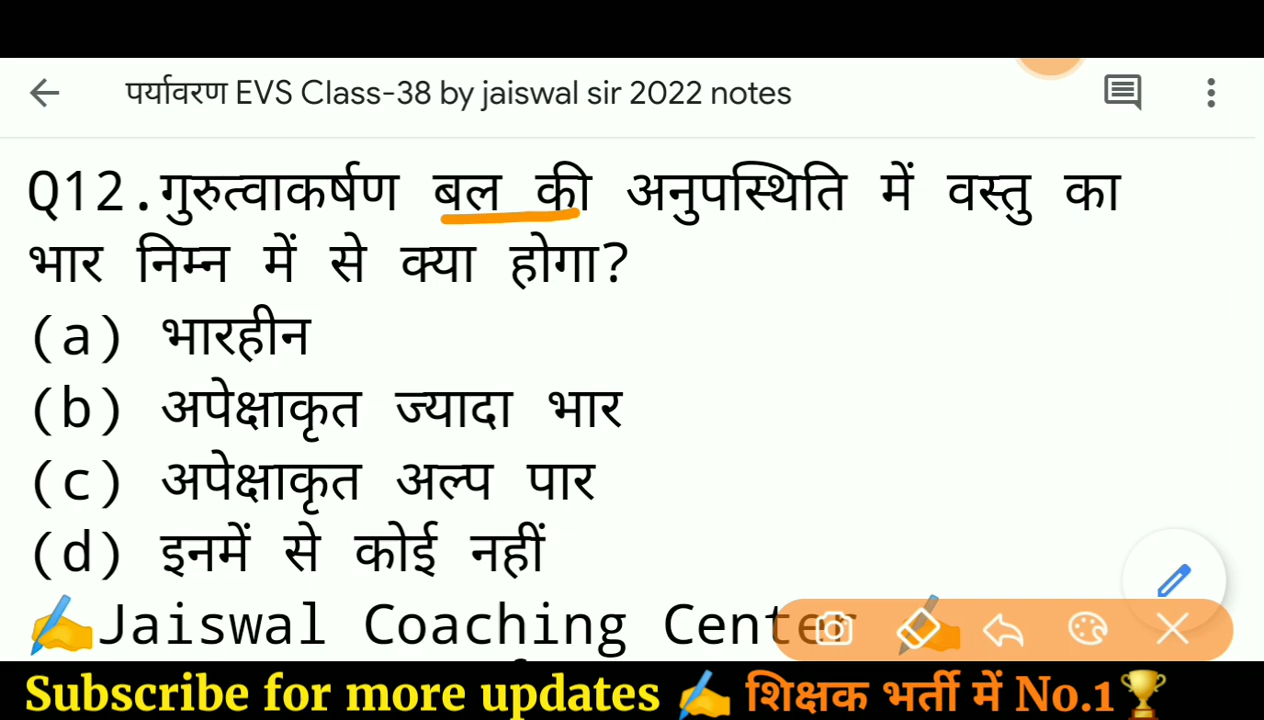 पर्यावरण EVS Class-38 by jaiswal sir 2022 notes
Q12.गुरुत्वाकर्षण बल की अनुपस्थिति में वस्तु का
भार निम्न में से क्या होगा?
(a) भारहीन
(b) अपेक्षाकृत ज्यादा भार
(c) अपेक्षाकृत अल्प पार
(d) इनमें से कोई नहीं
✍️Jaiswal Coaching Center ✍️
Subscribe for more updates ✍️ शिक्षक भर्ती में No.1🏆